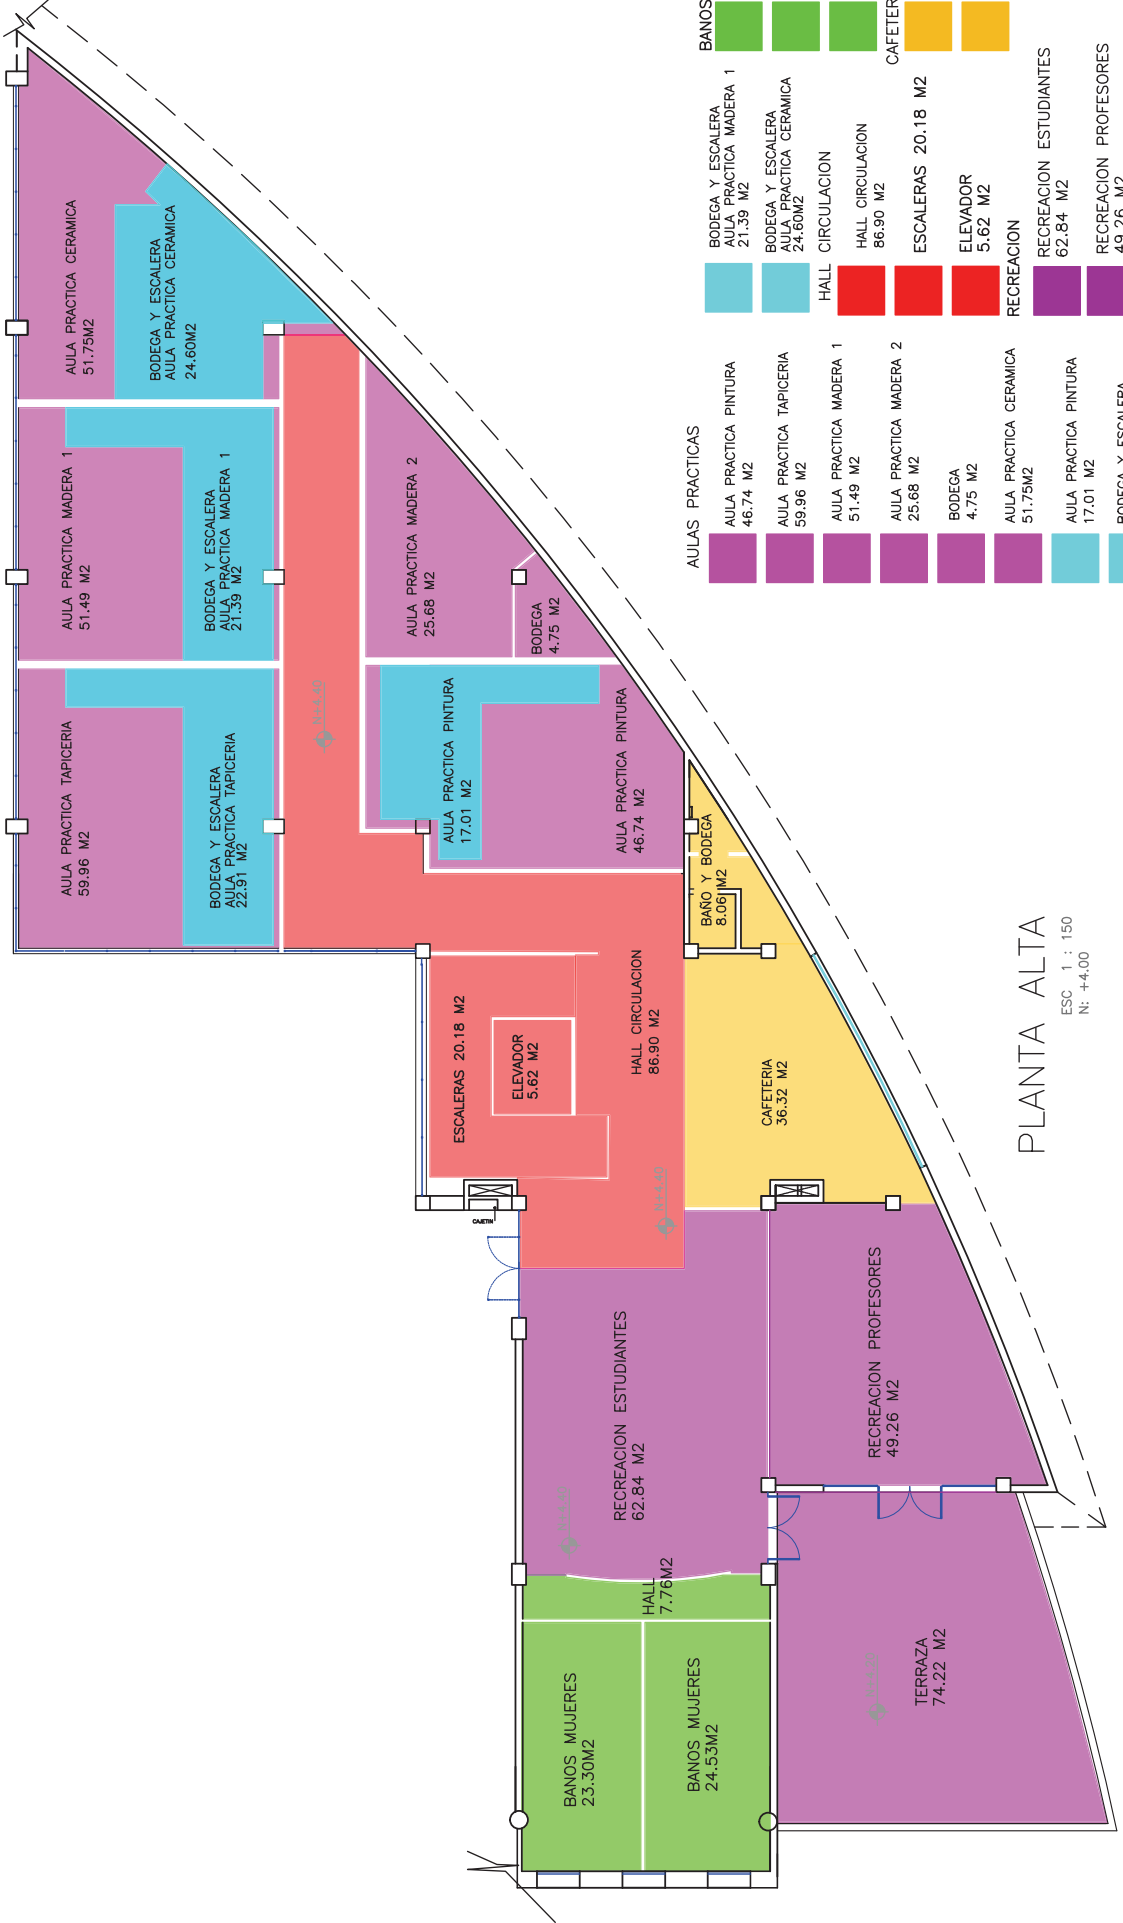 AULA PRACTICA TAPICERIA
59.96 M2
BODEGA Y ESCALERA
AULA PRACTICA TAPICERIA
22.91 M2
AULA PRACTICA MADERA 1
51.49 M2
BODEGA Y ESCALERA
AULA PRACTICA MADERA 1
21.39 M2
AULA PRACTICA CERAMICA
51.75M2
BODEGA Y ESCALERA
AULA PRACTICA CERAMICA
24.60M2
N:+4.40
AULA PRACTICA MADERA 2
25.68 M2
BODEGA
4.75 M2
AULA PRACTICA PINTURA
17.01 M2
AULA PRACTICA PINTURA
46.74 M2
BAÑO Y BODEGA
8.06 M2
ESCALERAS 20.18 M2
ELEVADOR
5.62 M2
HALL CIRCULACION
86.90 M2
N:+4.40
CAFETERIA
36.32 M2
CAJETIN
RECREACION ESTUDIANTES
62.84 M2
RECREACION PROFESORES
49.26 M2
HALL
7.76M2
BANOS MUJERES
23.30M2
BANOS MUJERES
24.53M2
TERRAZA
74.22 M2
PLANTA ALTA
ESC 1 : 150
N: +4.00
AULAS PRACTICAS
AULA PRACTICA PINTURA
46.74 M2
AULA PRACTICA TAPICERIA
59.96 M2
AULA PRACTICA MADERA 1
51.49 M2
AULA PRACTICA MADERA 2
25.68 M2
BODEGA
4.75 M2
AULA PRACTICA CERAMICA
51.75M2
AULA PRACTICA PINTURA
17.01 M2
BODEGA Y ESCALERA
BODEGA Y ESCALERA
AULA PRACTICA MADERA 1
21.39 M2
BODEGA Y ESCALERA
AULA PRACTICA CERAMICA
24.60M2
HALL CIRCULACION
HALL CIRCULACION
86.90 M2
ESCALERAS 20.18 M2
ELEVADOR
5.62 M2
RECREACION
RECREACION ESTUDIANTES
62.84 M2
RECREACION PROFESORES
49.26 M2
BANOS
CAFETER